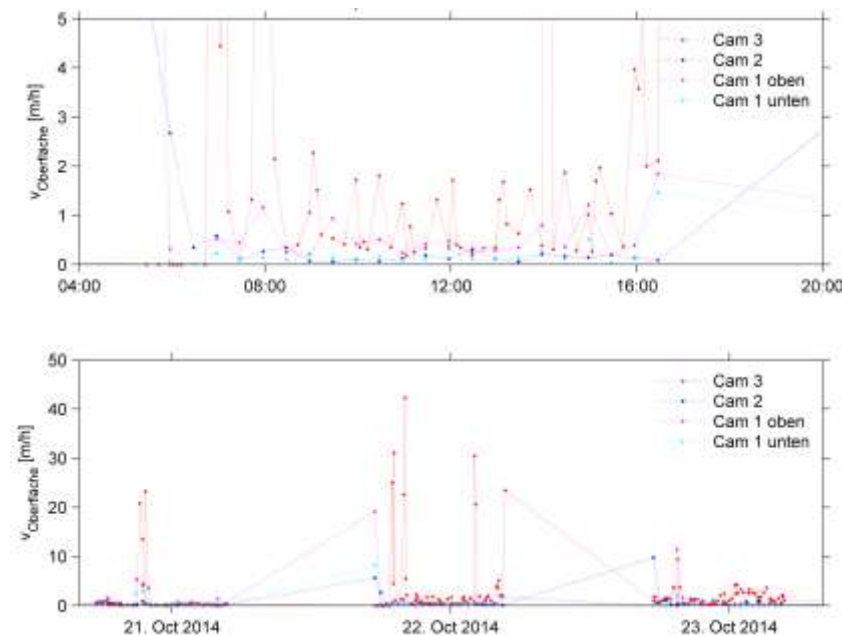 5
4
3
2
1
0
v_Oberfläche [m/h]
Cam 3
Cam 2
Cam 1 oben
Cam 1 unten
04:00 08:00 12:00 16:00 20:00
50
40
30
20
10
0
v_Oberfläche [m/h]
Cam 3
Cam 2
Cam 1 oben
Cam 1 unten
21. Oct 2014 22. Oct 2014 23. Oct 2014